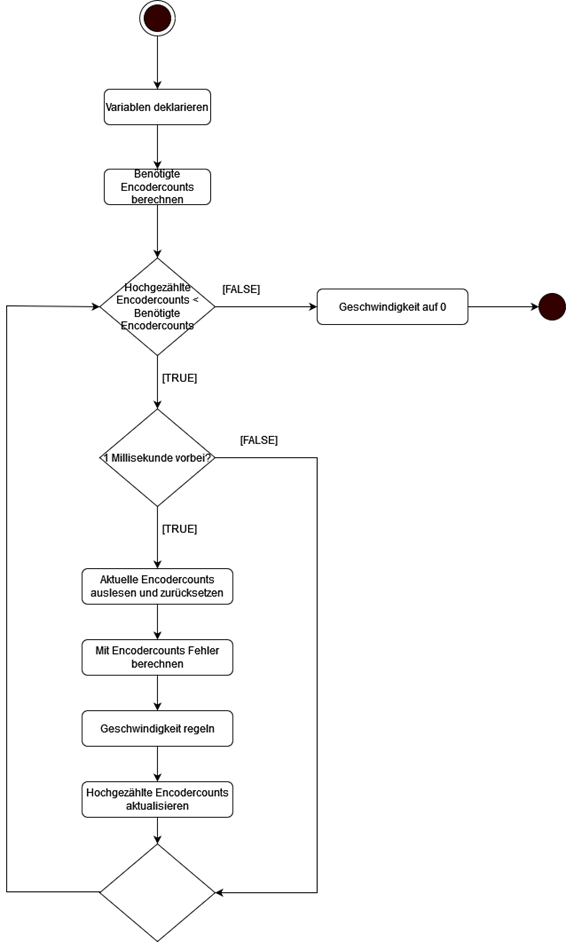 Variablen deklarieren
Benötigte
Encodercounts
berechnen
Hochgezählte
Encodercounts <
Benötigte
Encodercounts
[FALSE]
Geschwindigkeit auf 0
[TRUE]
1 Millisekunde vorbei?
[FALSE]
[TRUE]
Aktuelle Encodercounts
auslesen und zurücksetzen
Mit Encodercounts Fehler
berechnen
Geschwindigkeit regeln
Hochgezählte Encodercounts
aktualisieren